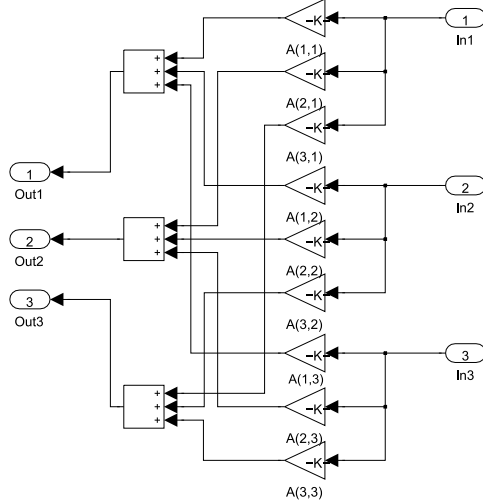 -K
1
In1
A(1,1)
+
+
+
-K
A(2,1)
-K
1
Out1
A(3,1)
-K
2
In2
A(1,2)
+
+
+
-K
2
Out2
A(2,2)
-K
3
Out3
A(3,2)
-K
3
In3
A(1,3)
+
+
+
-K
A(2,3)
-K
A(3,3)